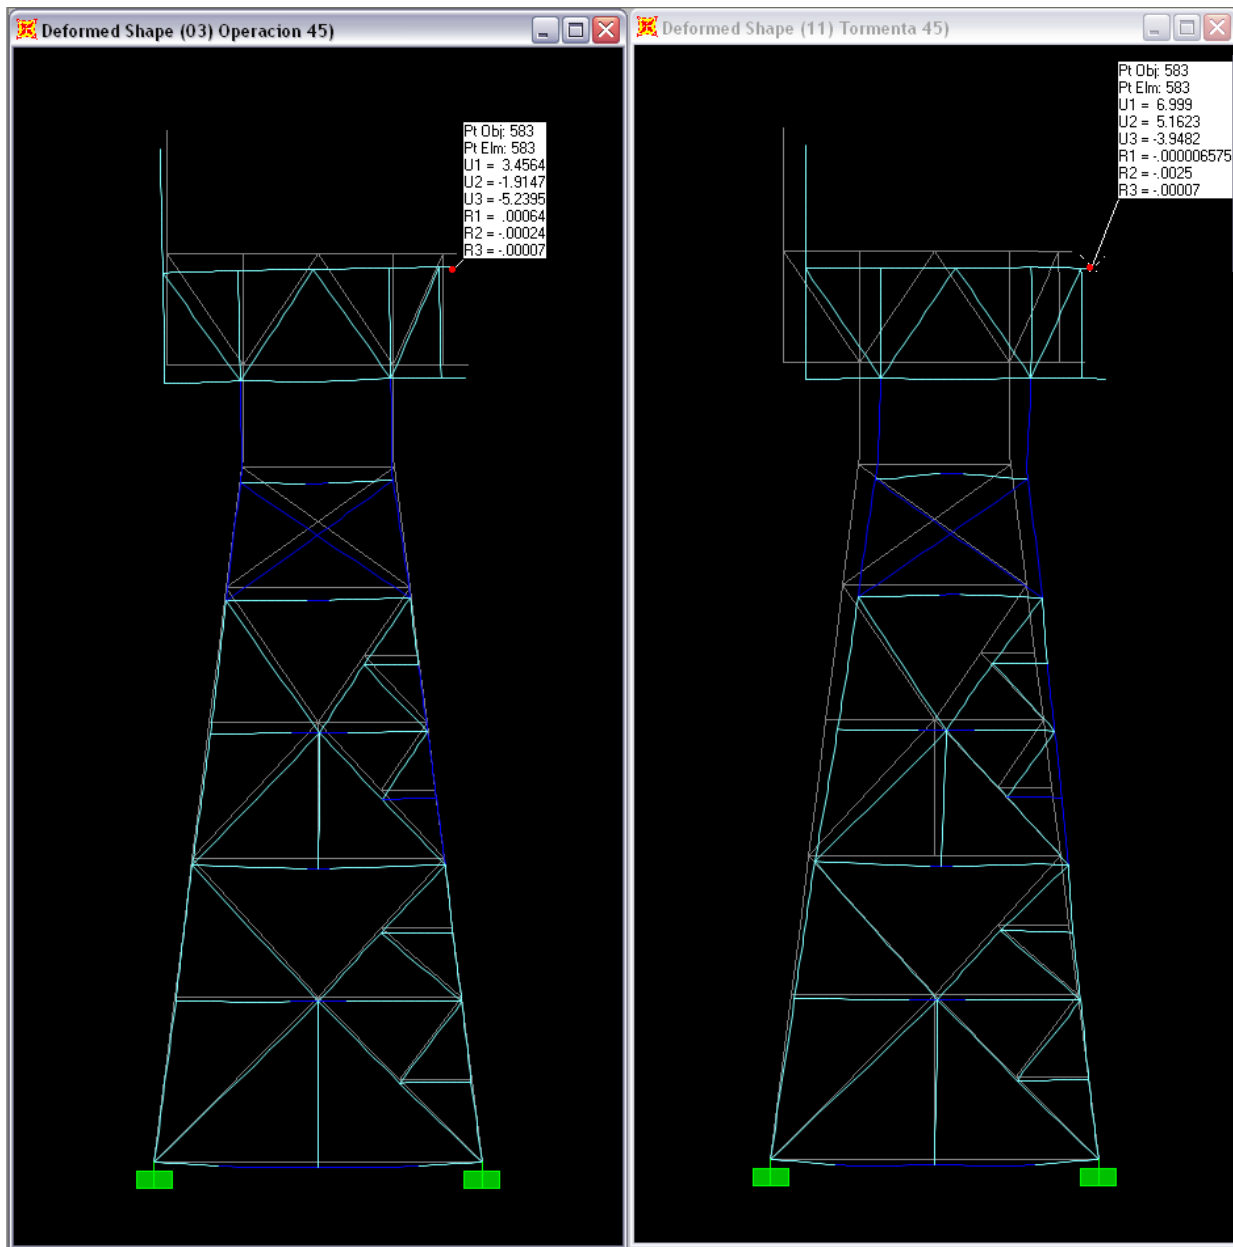 Deformed Shape (03) Operacion 45)
Pt Obj: 583
Pt Elm: 583
U1 = 3.4564
U2 = -1.9147
U3 = -5.2395
R1 = .00064
R2 = -.00024
R3 = -.00007
Deformed Shape (11) Tormenta 45)
Pt Obj: 583
Pt Elm: 583
U1 = 6.999
U2 = 5.1623
U3 = -3.9482
R1 = -.000006575
R2 = -.0025
R3 = -.00007